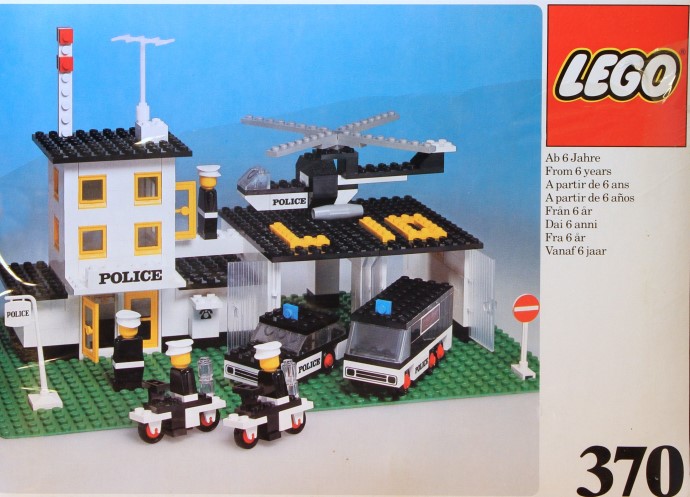 LEGO
Ab 6 Jahre
From 6 years
A partir de 6 ans
A partir de 6 años
Från 6 år
Dai 6 anni
Fra 6 år
Vanaf 6 jaar
POLICE
POLICE
POLICE
POLICE
POLICE
370